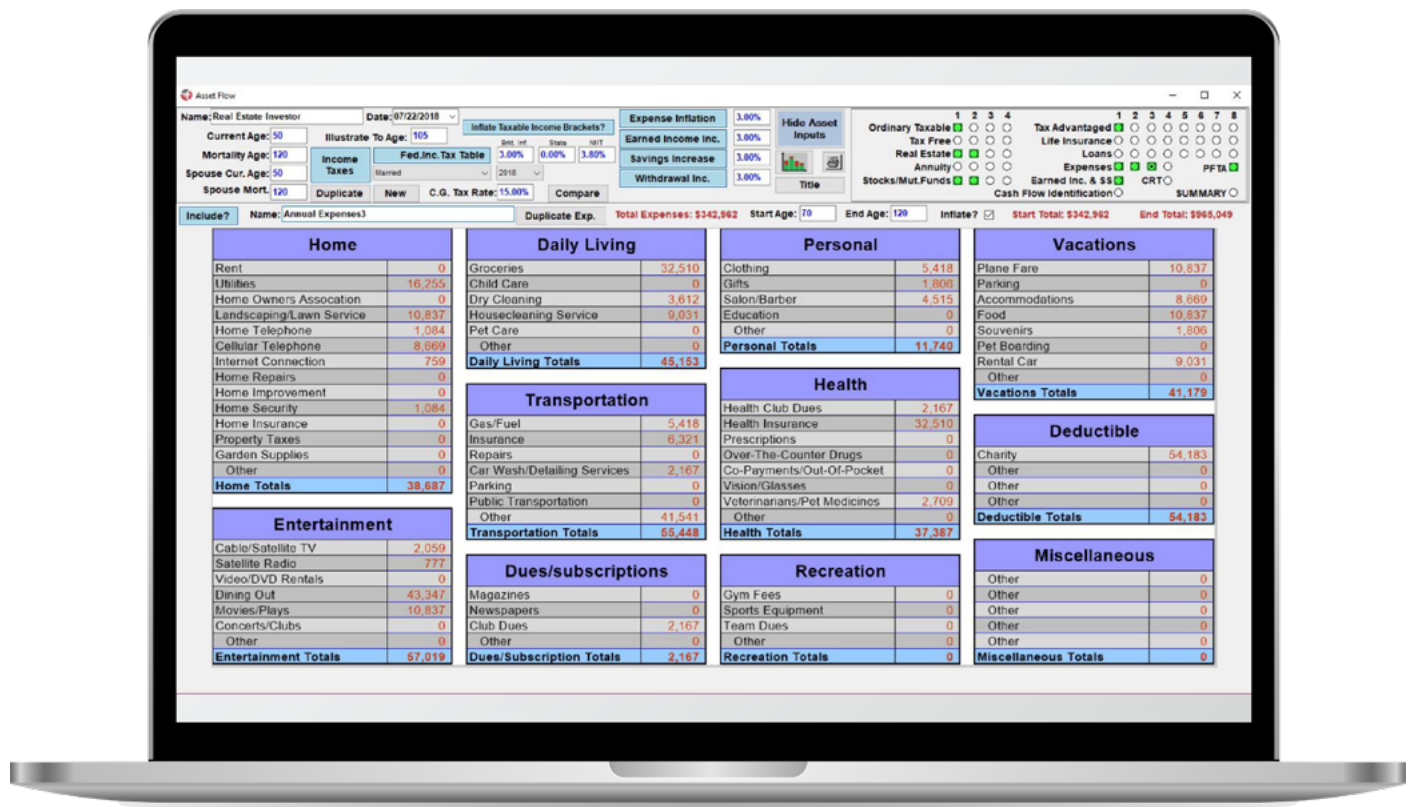 Asset Flow
Name: Real Estate Investor Date: 07/22/2018
Current Age: 50 Illustrate To Age: 105
Mortality Age: 120
Spouse Cur. Age: 50
Spouse Mort. 120
Income Taxes
Inflate Taxable Income Brackets?
Brkt. Inf. State NIIT
Fed.Inc.Tax Table 3.00% 0.00% 3.80%
Married 2018
Duplicate New C.G. Tax Rate: 15.00% Compare
Expense Inflation 3.00%
Earned Income Inc. 3.00%
Savings Increase 3.00%
Withdrawal Inc. 3.00%
Hide Asset Inputs
Title
1 2 3 4
Ordinary Taxable
Tax Free
Real Estate
Annuity
Stocks/Mut.Funds
1 2 3 4 5 6 7 8
Tax Advantaged
Life Insurance
Loans
Expenses PFTA
Earned Inc. & $$ CRT
Cash Flow Identification SUMMARY
Include? Name: Annual Expenses3 Duplicate Exp. Total Expenses: $342,962 Start Age: 70 End Age: 120 Inflate? Start Total: $342,962 End Total: $965,049
Home
Rent 0
Utilities 16,255
Home Owners Assocation 0
Landscaping/Lawn Service 10,837
Home Telephone 1,084
Cellular Telephone 8,669
Internet Connection 759
Home Repairs 0
Home Improvement 0
Home Security 1,084
Home Insurance 0
Property Taxes 0
Garden Supplies 0
Other 0
Home Totals 38,687
Entertainment
Cable/Satellite TV 2,059
Satellite Radio 777
Video/DVD Rentals 0
Dining Out 43,347
Movies/Plays 10,837
Concerts/Clubs 0
Other 0
Entertainment Totals 57,019
Daily Living
Groceries 32,510
Child Care 0
Dry Cleaning 3,612
Housecleaning Service 9,031
Pet Care 0
Other 0
Daily Living Totals 45,153
Transportation
Gas/Fuel 5,418
Insurance 6,321
Repairs 0
Car Wash/Detailing Services 2,167
Parking 0
Public Transportation 0
Other 41,541
Transportation Totals 55,448
Dues/subscriptions
Magazines 0
Newspapers 0
Club Dues 2,167
Other 0
Dues/Subscription Totals 2,167
Personal
Clothing 5,418
Gifts 1,806
Salon/Barber 4,515
Education 0
Other 0
Personal Totals 11,740
Health
Health Club Dues 2,167
Health Insurance 32,510
Prescriptions 0
Over-The-Counter Drugs 0
Co-Payments/Out-Of-Pocket 0
Vision/Glasses 0
Veterinarians/Pet Medicines 2,709
Other 0
Health Totals 37,387
Recreation
Gym Fees 0
Sports Equipment 0
Team Dues 0
Other 0
Recreation Totals 0
Vacations
Plane Fare 10,837
Parking 0
Accommodations 8,669
Food 10,837
Souvenirs 1,806
Pet Boarding 0
Rental Car 9,031
Other 0
Vacations Totals 41,179
Deductible
Charity 54,183
Other 0
Other 0
Other 0
Deductible Totals 54,183
Miscellaneous
Other 0
Other 0
Other 0
Other 0
Other 0
Miscellaneous Totals 0